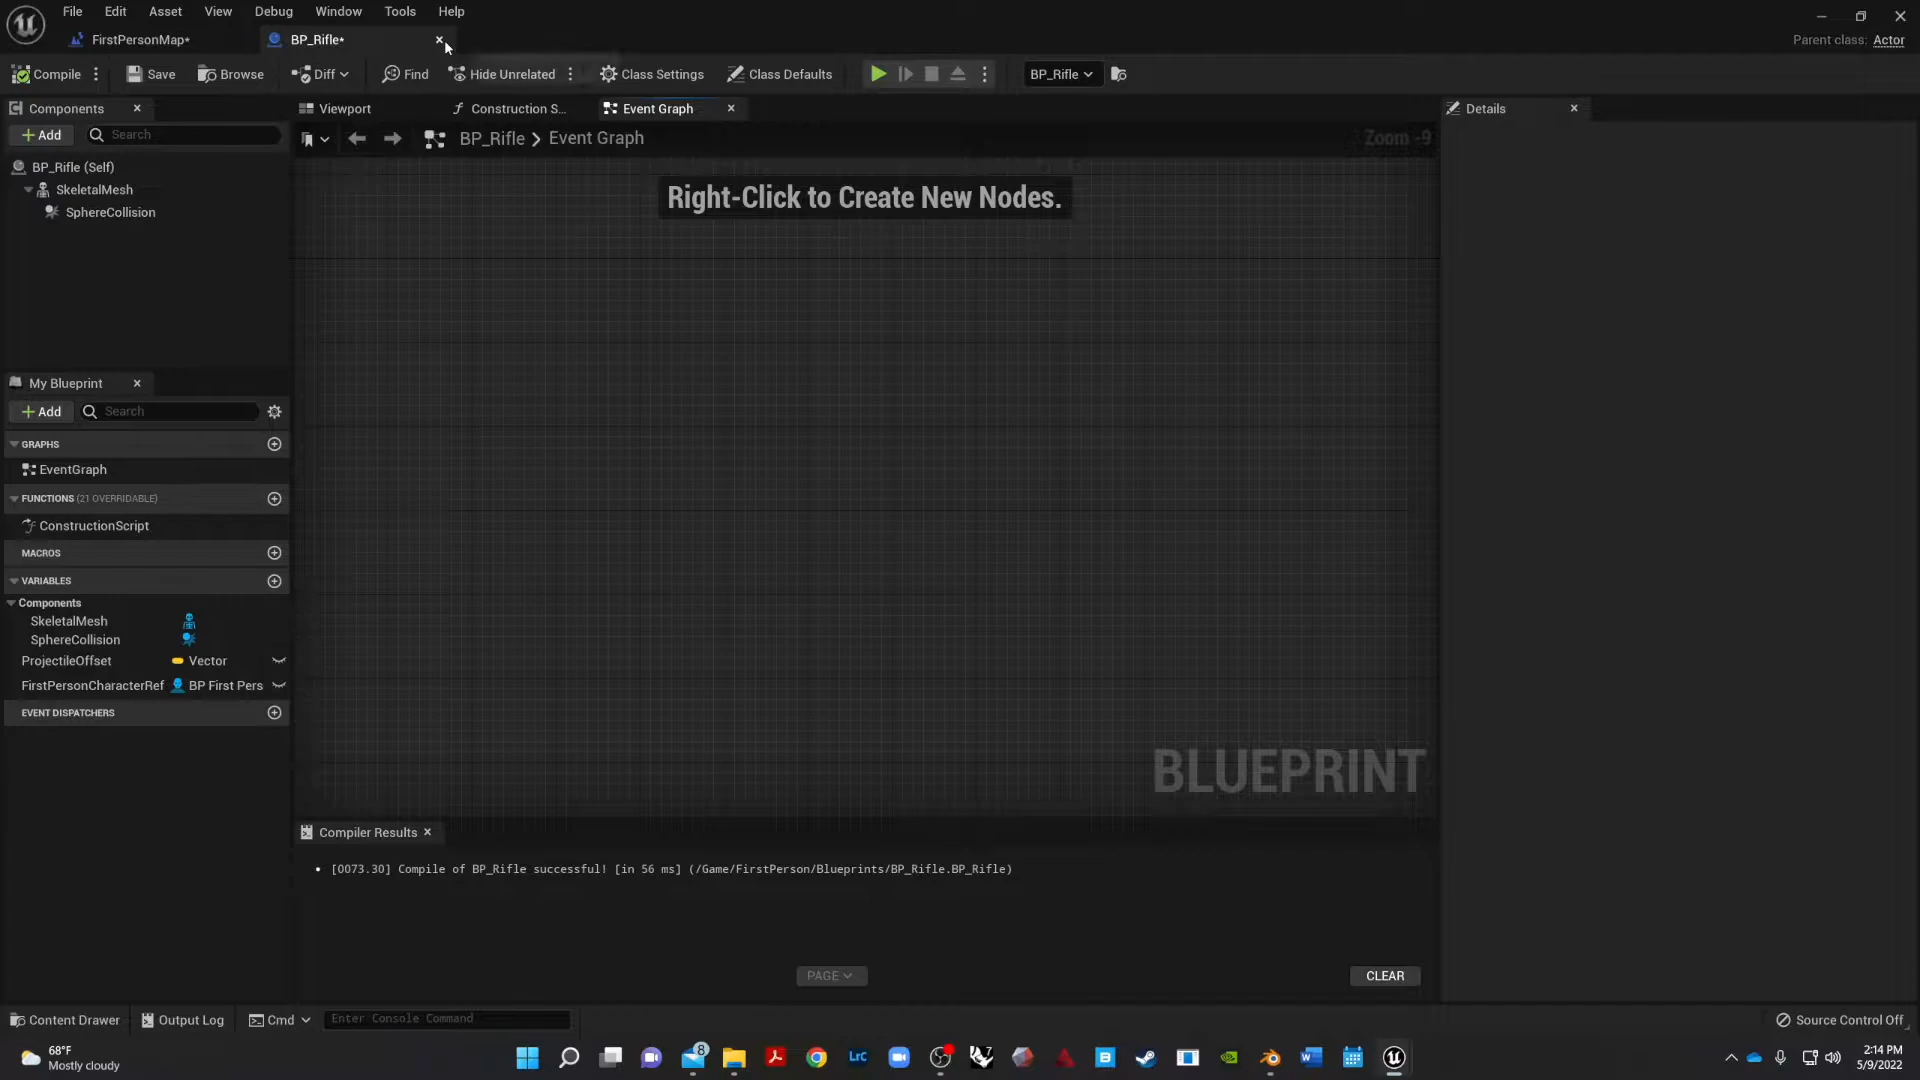 File Edit Asset View Debug Window Tools Help
FirstPersonMap* BP_Rifle*
Parent class: Actor
Compile Save Browse Diff Find Hide Unrelated Class Settings Class Defaults BP_Rifle
Components Viewport Construction S... Event Graph Details
Add Search BP_Rifle > Event Graph Zoom -9
BP_Rifle (Self)
SkeletalMesh
SphereCollision
Right-Click to Create New Nodes.
My Blueprint
Add Search
GRAPHS
EventGraph
FUNCTIONS (21 OVERRIDABLE)
ConstructionScript
MACROS
VARIABLES
Components
SkeletalMesh
SphereCollision
ProjectileOffset Vector
FirstPersonCharacterRef BP First Pers
EVENT DISPATCHERS
BLUEPRINT
Compiler Results
[0073.30] Compile of BP_Rifle successful! [in 56 ms] (/Game/FirstPerson/Blueprints/BP_Rifle.BP_Rifle)
PAGE CLEAR
Content Drawer Output Log Cmd Enter Console Command Source Control Off
68°F
Mostly cloudy
8
LrC
2:14 PM
5/9/2022